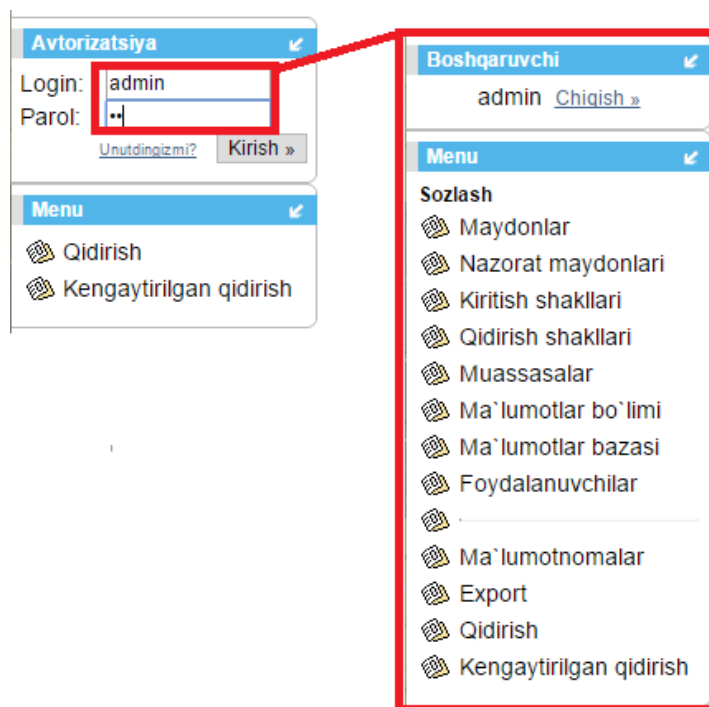 Avtorizatsiya
Login: admin
Parol: ••
Unutdingizmi? Kirish »
Menu
Qidirish
Kengaytirilgan qidirish
Boshqaruvchi
admin Chiqish »
Menu
Sozlash
Maydonlar
Nazorat maydonlari
Kiritish shakllari
Qidirish shakllari
Muassasalar
Ma`lumotlar bo`limi
Ma`lumotlar bazasi
Foydalanuvchilar
Ma`lumotnomalar
Export
Qidirish
Kengaytirilgan qidirish